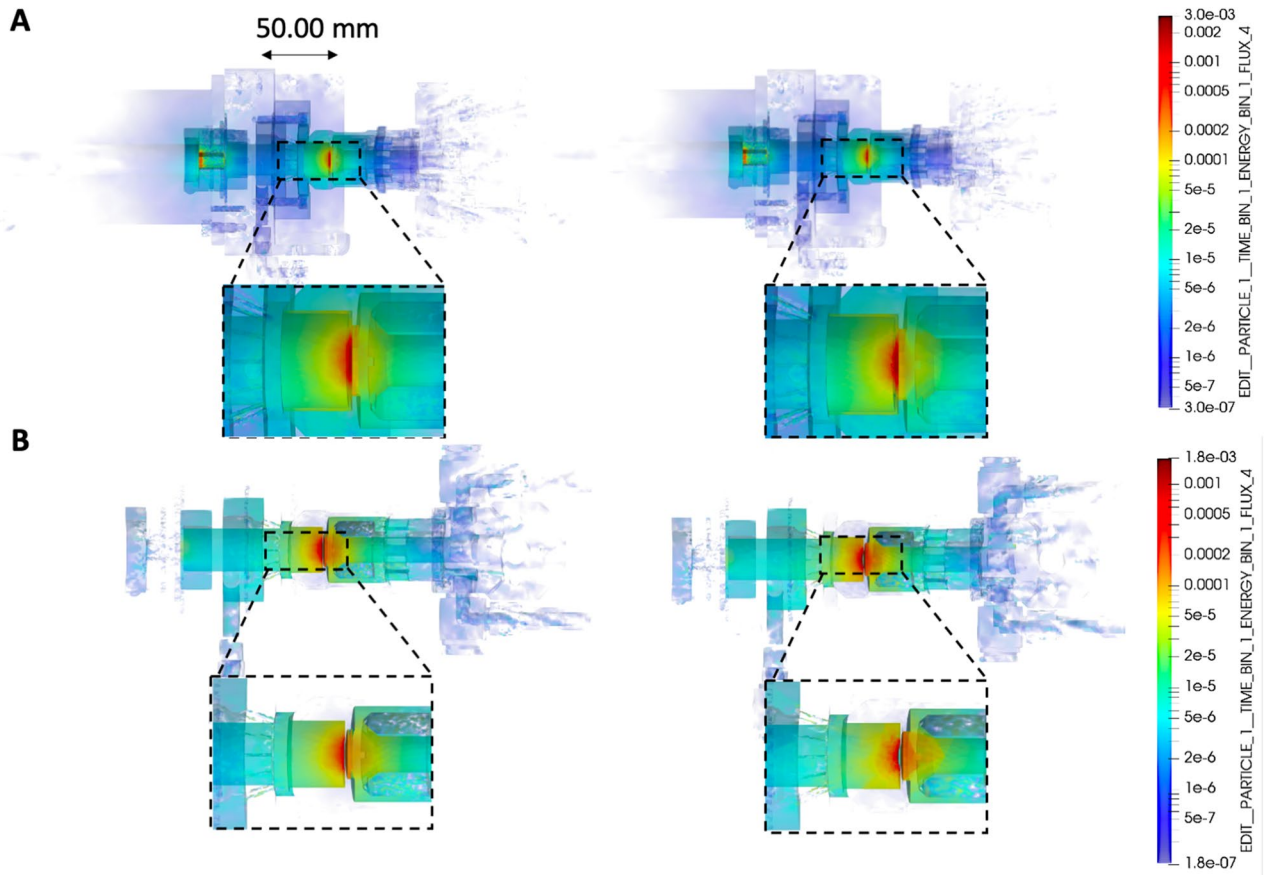 A
50.00 mm
3.0e-03
0.002
0.001
0.0005
0.0002
0.0001
5e-5
2e-5
1e-5
5e-6
2e-6
1e-6
5e-7
3.0e-07
EDIT__PARTICLE_1__TIME_BIN_1_ENERGY_BIN_1_FLUX_4
B
1.8e-03
0.001
0.0005
0.0002
0.0001
5e-5
2e-5
1e-5
5e-6
2e-6
1e-6
5e-7
1.8e-07
EDIT__PARTICLE_1__TIME_BIN_1_ENERGY_BIN_1_FLUX_4